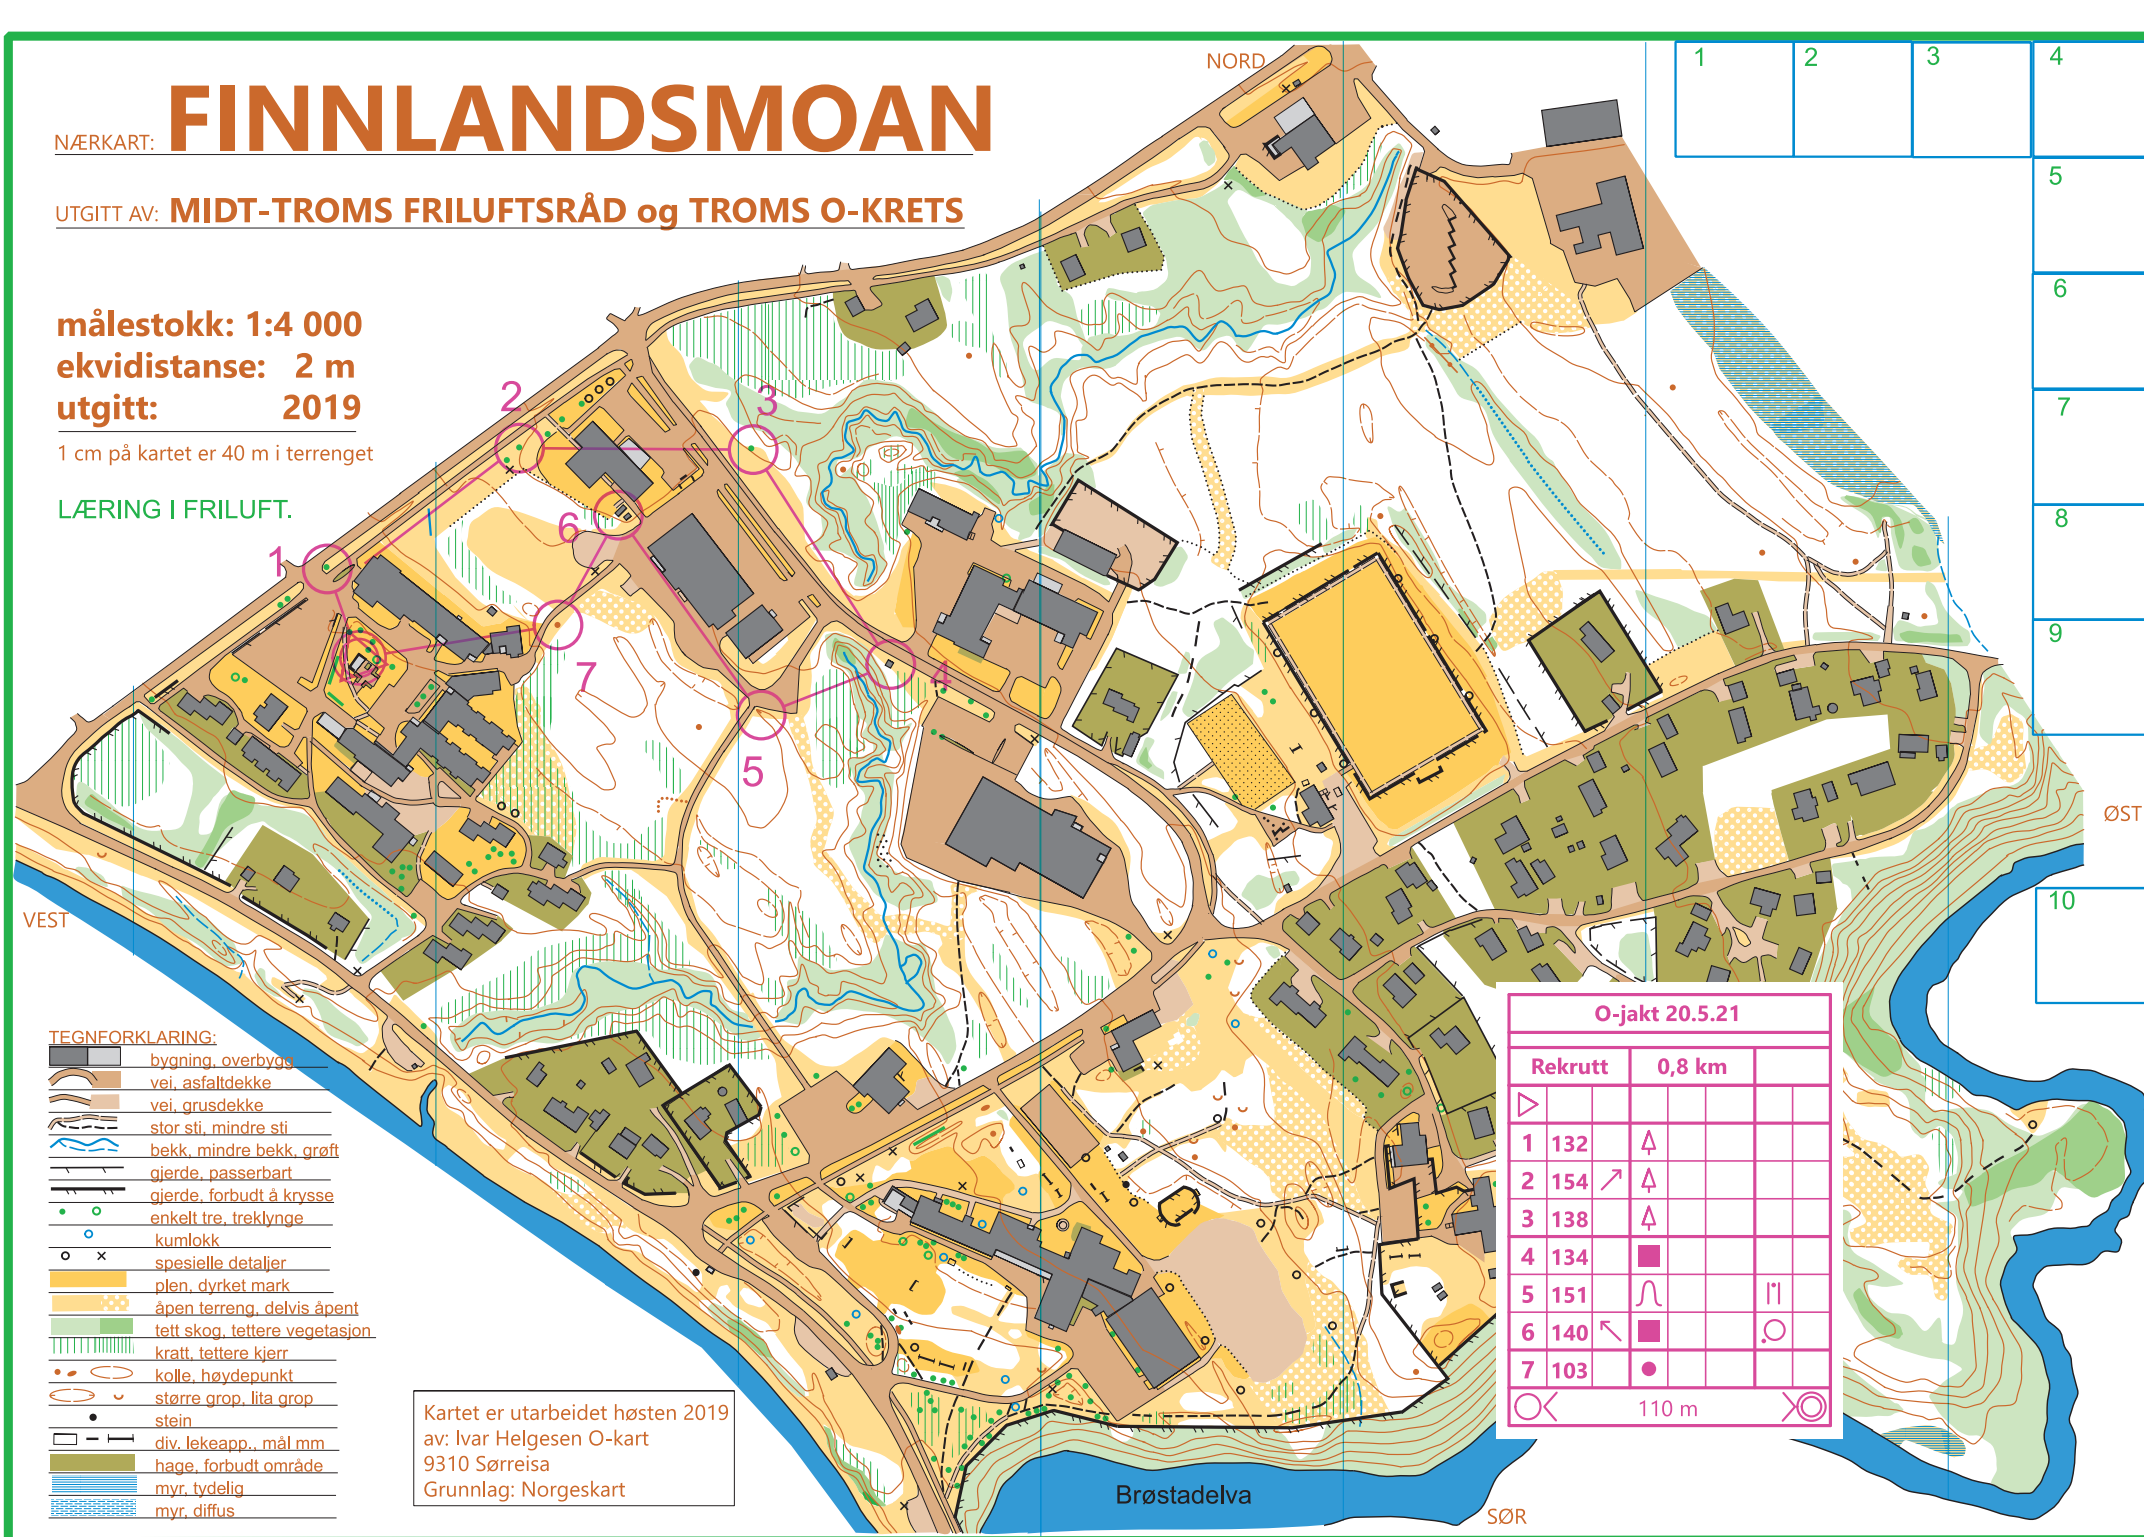 NORD
NÆRKART: FINNLANDSMOAN
UTGITT AV: MIDT-TROMS FRILUFTSRÅD og TROMS O-KRETS
målestokk: 1:4 000
ekvidistanse: 2 m
utgitt: 2019
1 cm på kartet er 40 m i terrenget
LÆRING I FRILUFT.
1
2
3
4
5
6
7
8
9
10
1
2
3
4
5
6
7
VEST
ØST
TEGNFORKLARING:
bygning, overbygg
vei, asfaltdekke
vei, grusdekke
stor sti, mindre sti
bekk, mindre bekk, grøft
gjerde, passerbart
gjerde, forbudt å krysse
enkelt tre, treklynge
kumlokk
spesielle detaljer
plen, dyrket mark
åpen terreng, delvis åpent
tett skog, tettere vegetasjon
kratt, tettere kjerr
kolle, høydepunkt
større grop, lita grop
stein
div. lekeapp., mål mm
hage, forbudt område
myr, tydelig
myr, diffus
Kartet er utarbeidet høsten 2019
av: Ivar Helgesen O-kart
9310 Sørreisa
Grunnlag: Norgeskart
Brøstadelva
SØR
O-jakt 20.5.21
Rekrutt 0,8 km
1 132
2 154
3 138
4 134
5 151
6 140
7 103
110 m